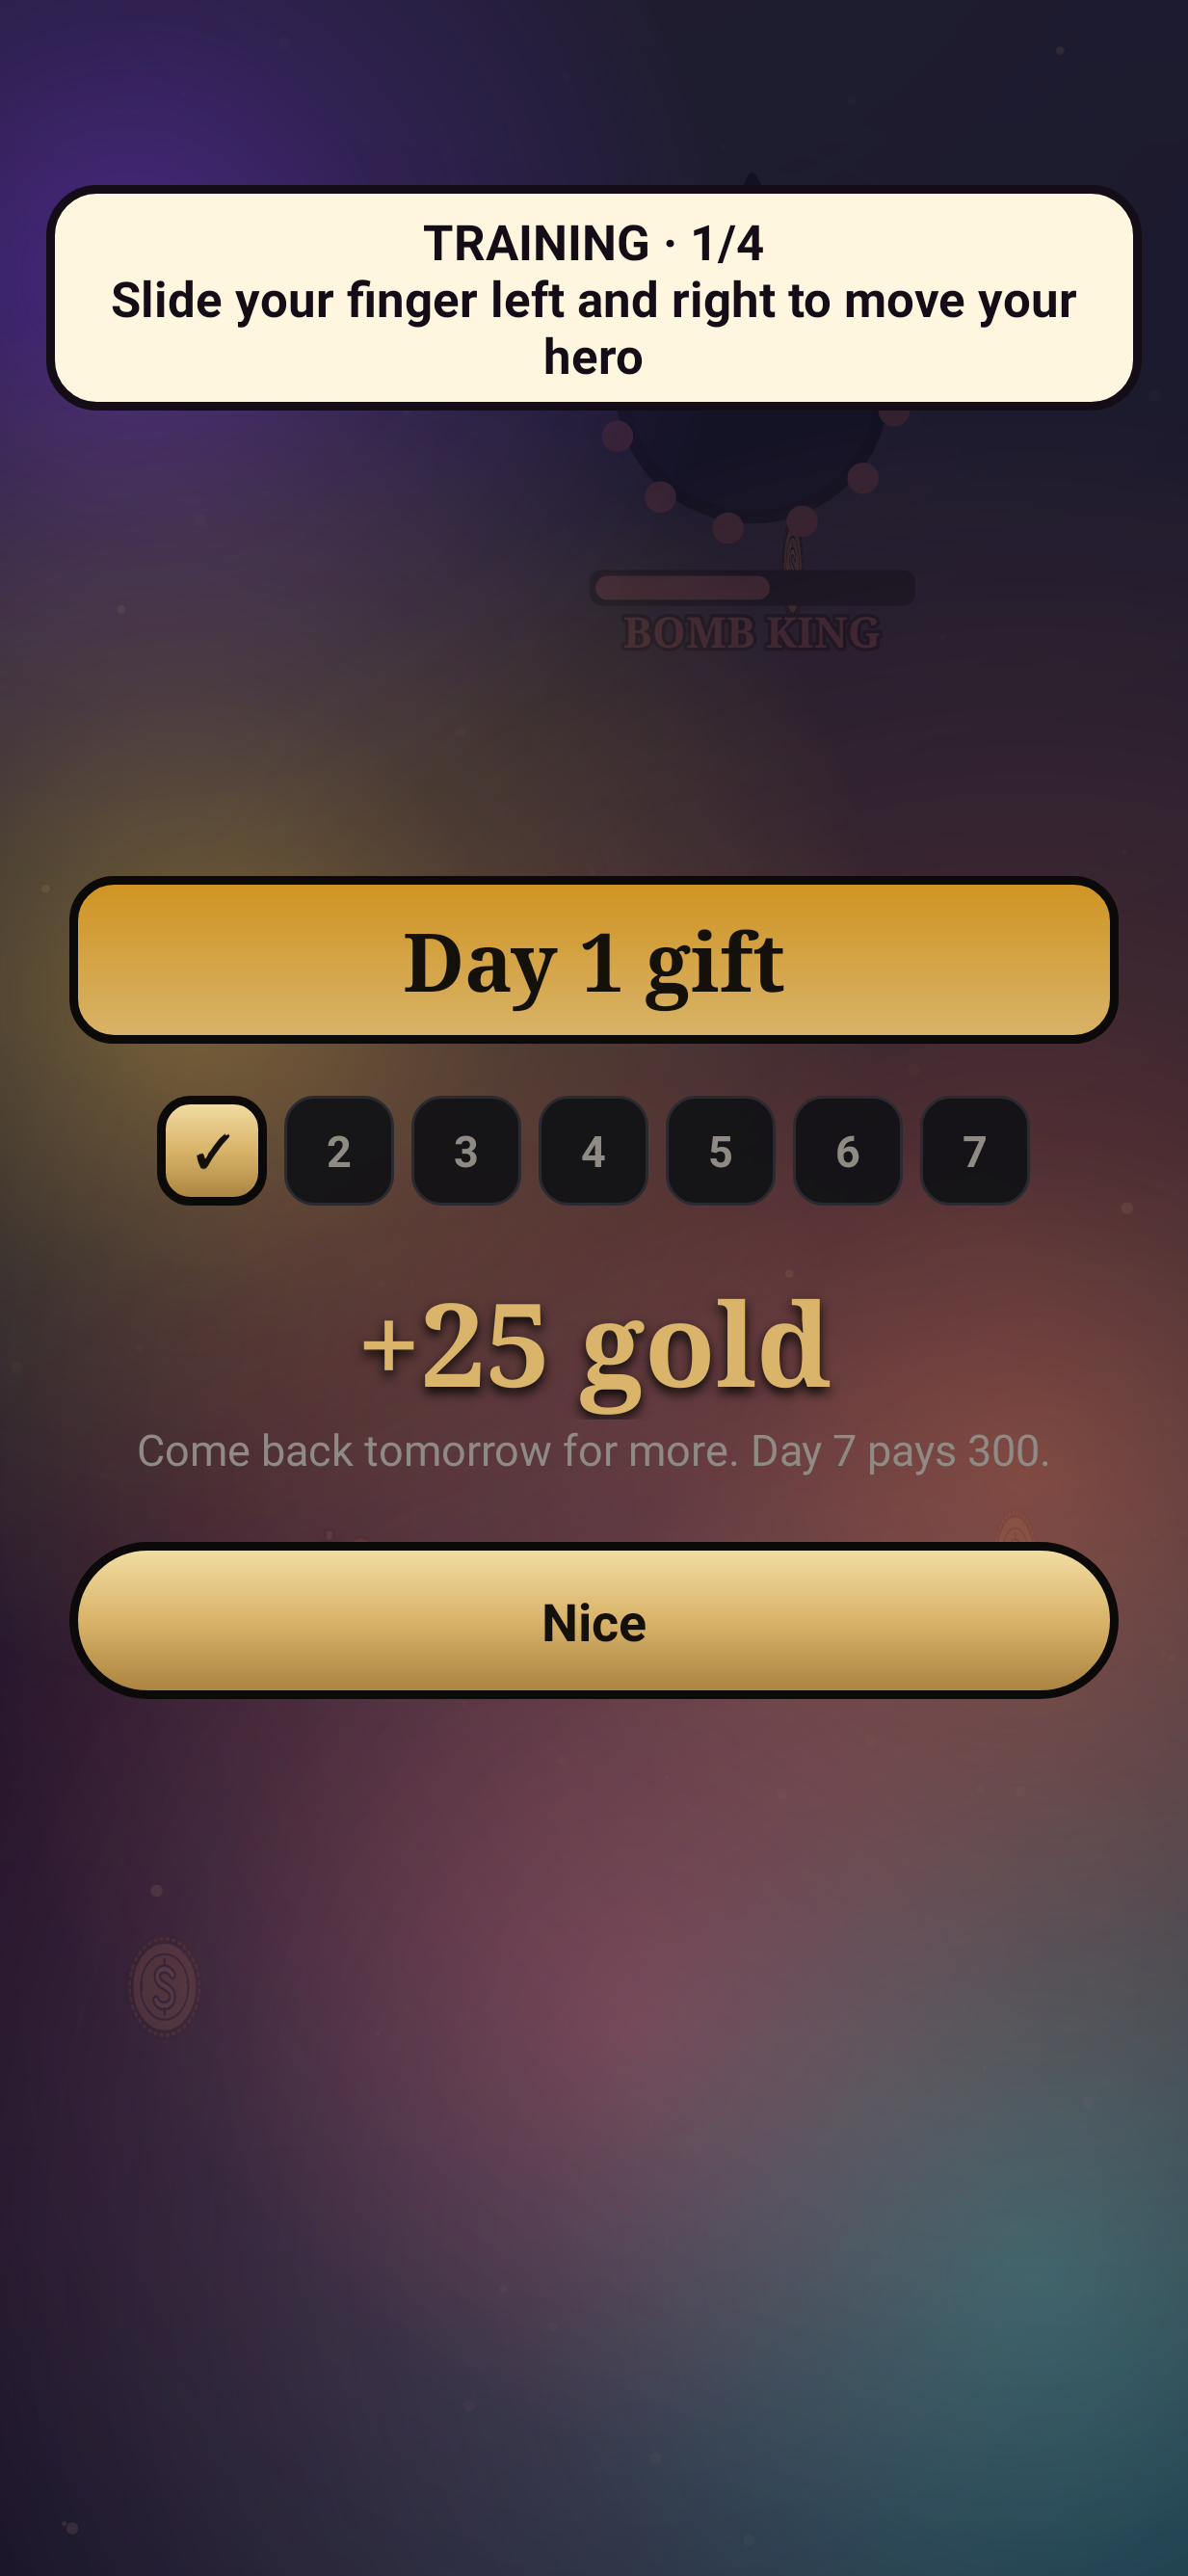 TRAINING · 1/4
Slide your finger left and right to move your
hero
BOMB KING
Day 1 gift
✓ 2 3 4 5 6 7
+25 gold
Come back tomorrow for more. Day 7 pays 300.
Nice
$